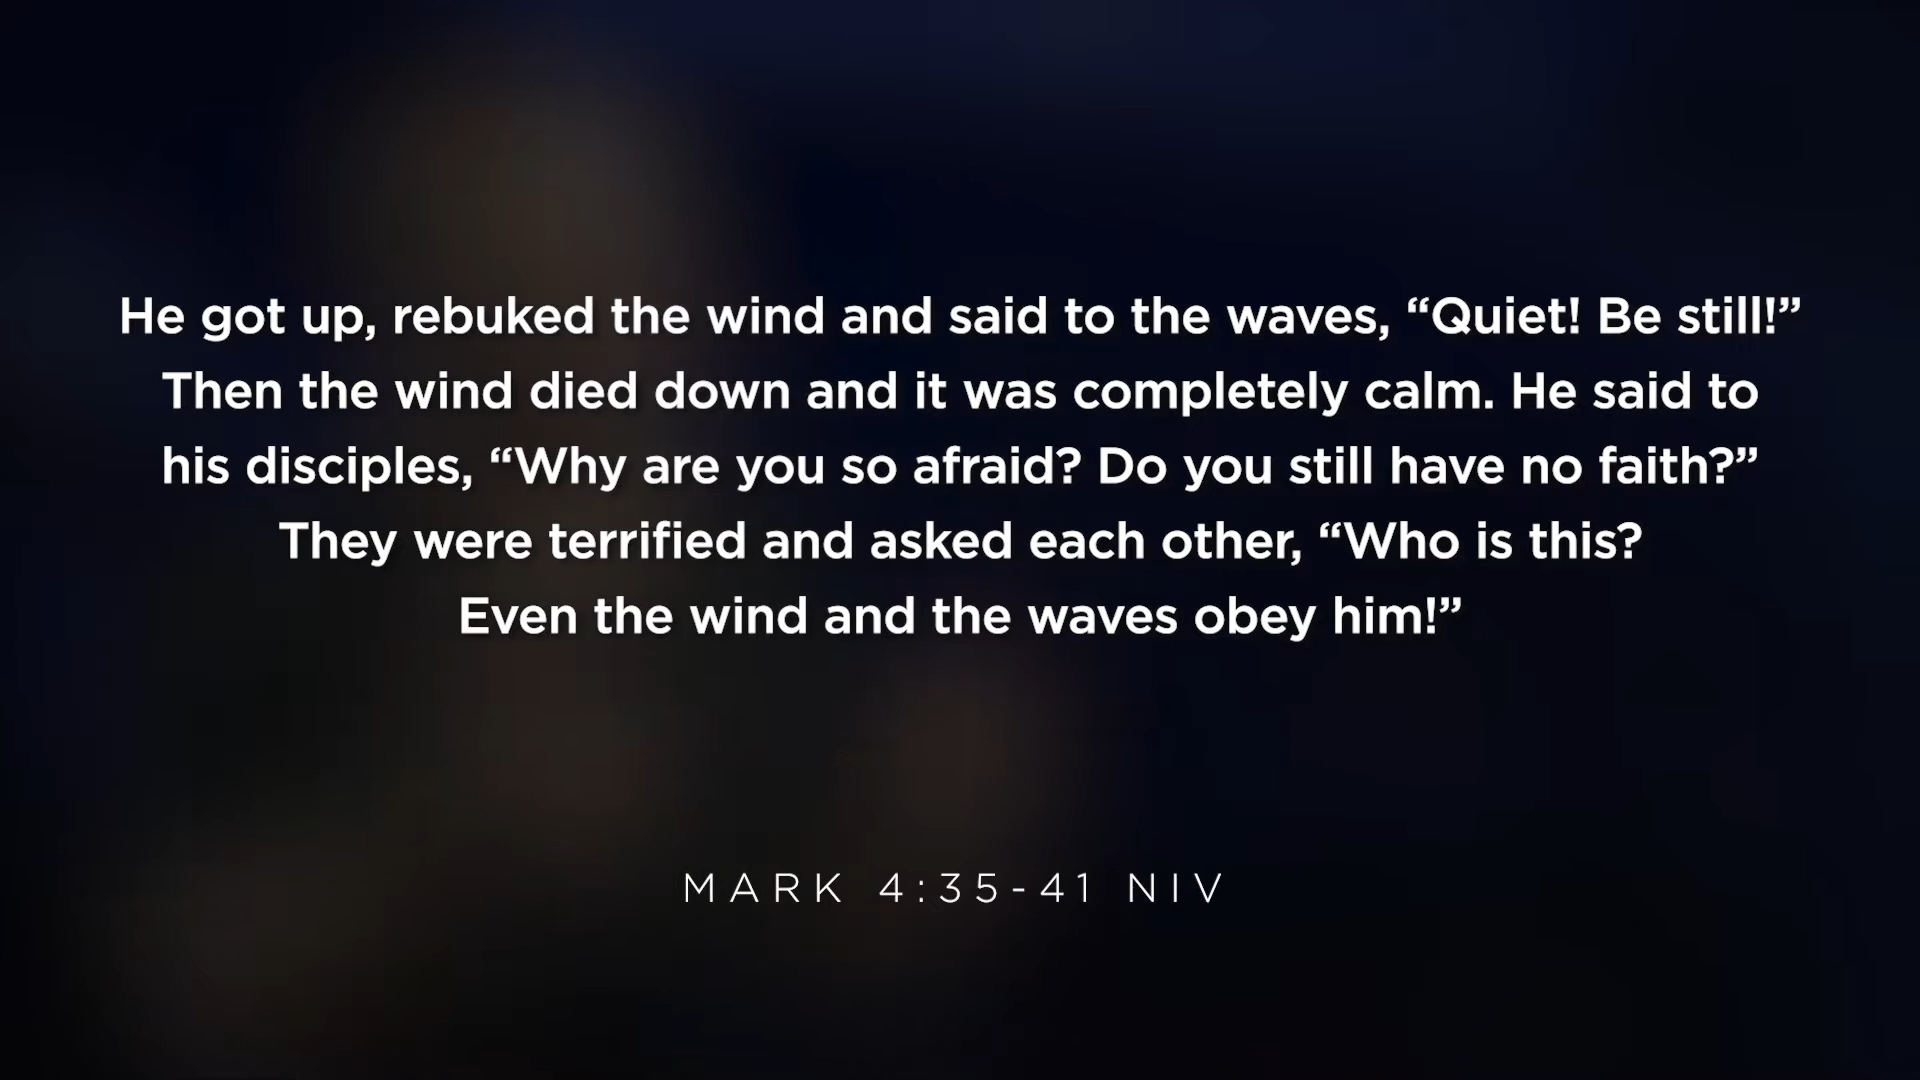 He got up, rebuked the wind and said to the waves, “Quiet! Be still!”
Then the wind died down and it was completely calm. He said to
his disciples, “Why are you so afraid? Do you still have no faith?”
They were terrified and asked each other, “Who is this?
Even the wind and the waves obey him!”
MARK 4:35-41 NIV